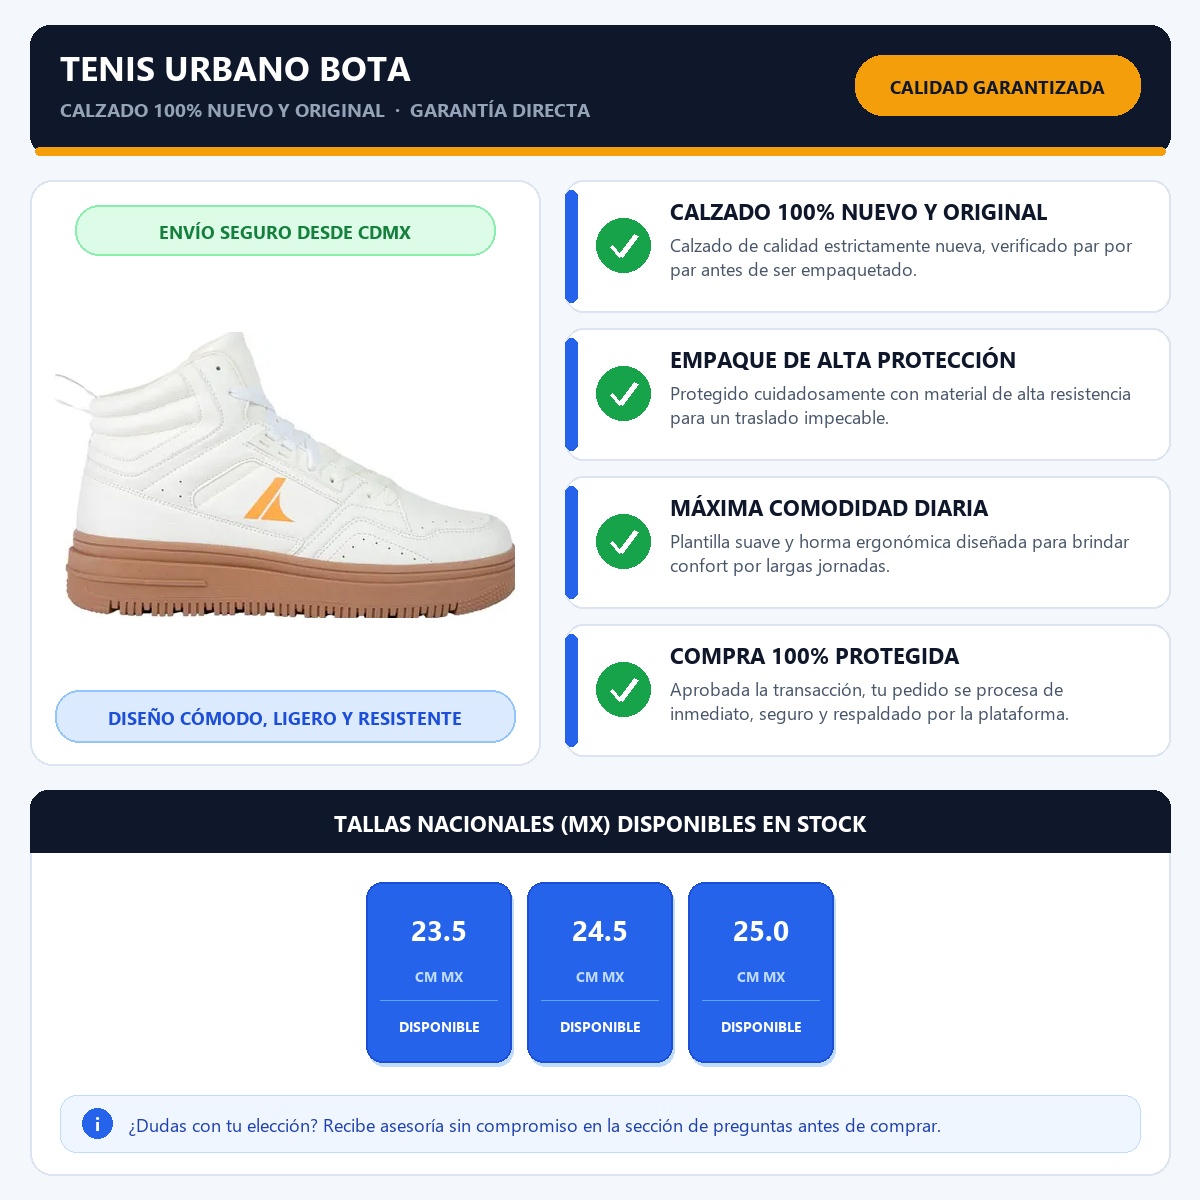 TENIS URBANO BOTA
CALZADO 100% NUEVO Y ORIGINAL · GARANTÍA DIRECTA
CALIDAD GARANTIZADA
ENVÍO SEGURO DESDE CDMX
DISEÑO CÓMODO, LIGERO Y RESISTENTE
CALZADO 100% NUEVO Y ORIGINAL
Calzado de calidad estrictamente nueva, verificado par por
par antes de ser empaquetado.
EMPAQUE DE ALTA PROTECCIÓN
Protegido cuidadosamente con material de alta resistencia
para un traslado impecable.
MÁXIMA COMODIDAD DIARIA
Plantilla suave y horma ergonómica diseñada para brindar
confort por largas jornadas.
COMPRA 100% PROTEGIDA
Aprobada la transacción, tu pedido se procesa de
inmediato, seguro y respaldado por la plataforma.
TALLAS NACIONALES (MX) DISPONIBLES EN STOCK
23.5
CM MX
DISPONIBLE
24.5
CM MX
DISPONIBLE
25.0
CM MX
DISPONIBLE
¿Dudas con tu elección? Recibe asesoría sin compromiso en la sección de preguntas antes de comprar.